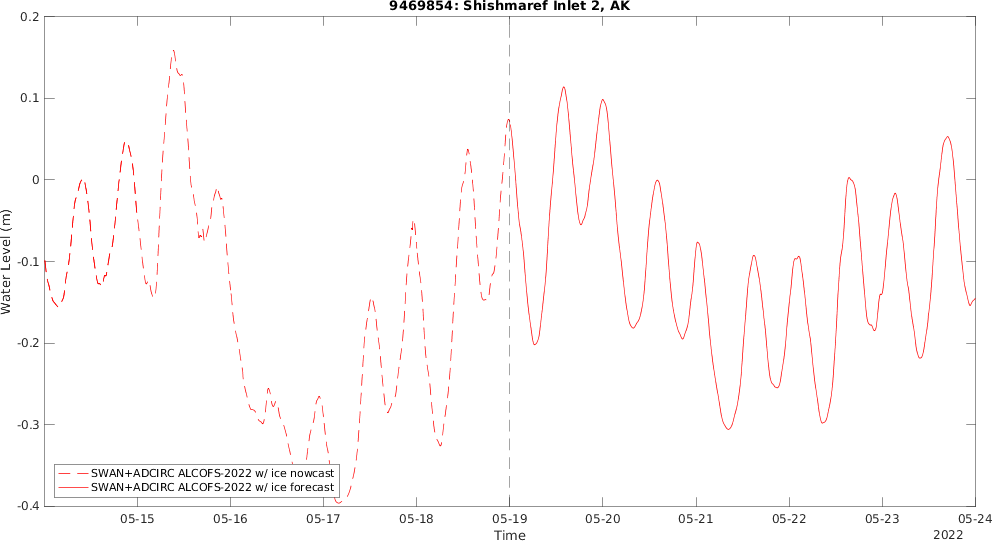 9469854: Shishmaref Inlet 2, AK
0.2
0.1
0
-0.1
-0.2
-0.3
-0.4
Water Level (m)
SWAN+ADCIRC ALCOFS-2022 w/ ice nowcast
SWAN+ADCIRC ALCOFS-2022 w/ ice forecast
05-15 05-16 05-17 05-18 05-19 05-20 05-21 05-22 05-23 05-24
Time
2022